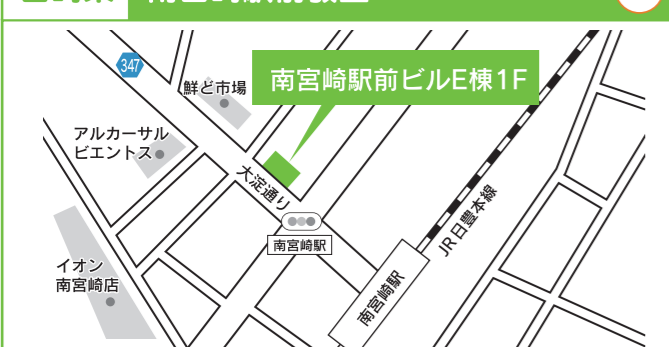 347
鮮ど市場
南宮崎駅前ビルE棟1F
アルカーサル
ビエントス
大淀通り
南宮崎駅
JR日豊本線
南宮崎駅
イオン
南宮崎店